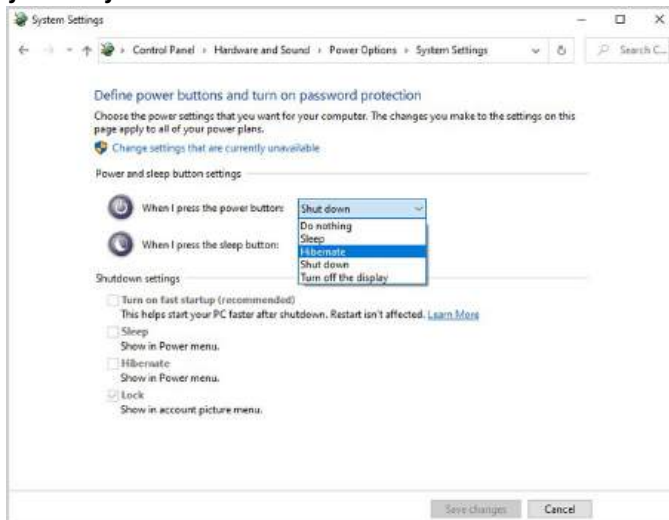 System Settings
Control Panel › Hardware and Sound › Power Options › System Settings
Search C...
Define power buttons and turn on password protection
Choose the power settings that you want for your computer. The changes you make to the settings on this
page apply to all of your power plans.
Change settings that are currently unavailable
Power and sleep button settings
When I press the power button: Shut down
Do nothing
When I press the sleep button: Sleep
Hibernate
Shut down
Turn off the display
Shutdown settings
Turn on fast startup (recommended)
This helps start your PC faster after shutdown. Restart isn't affected. Learn More
Sleep
Show in Power menu.
Hibernate
Show in Power menu.
Lock
Show in account picture menu.
Save changes Cancel